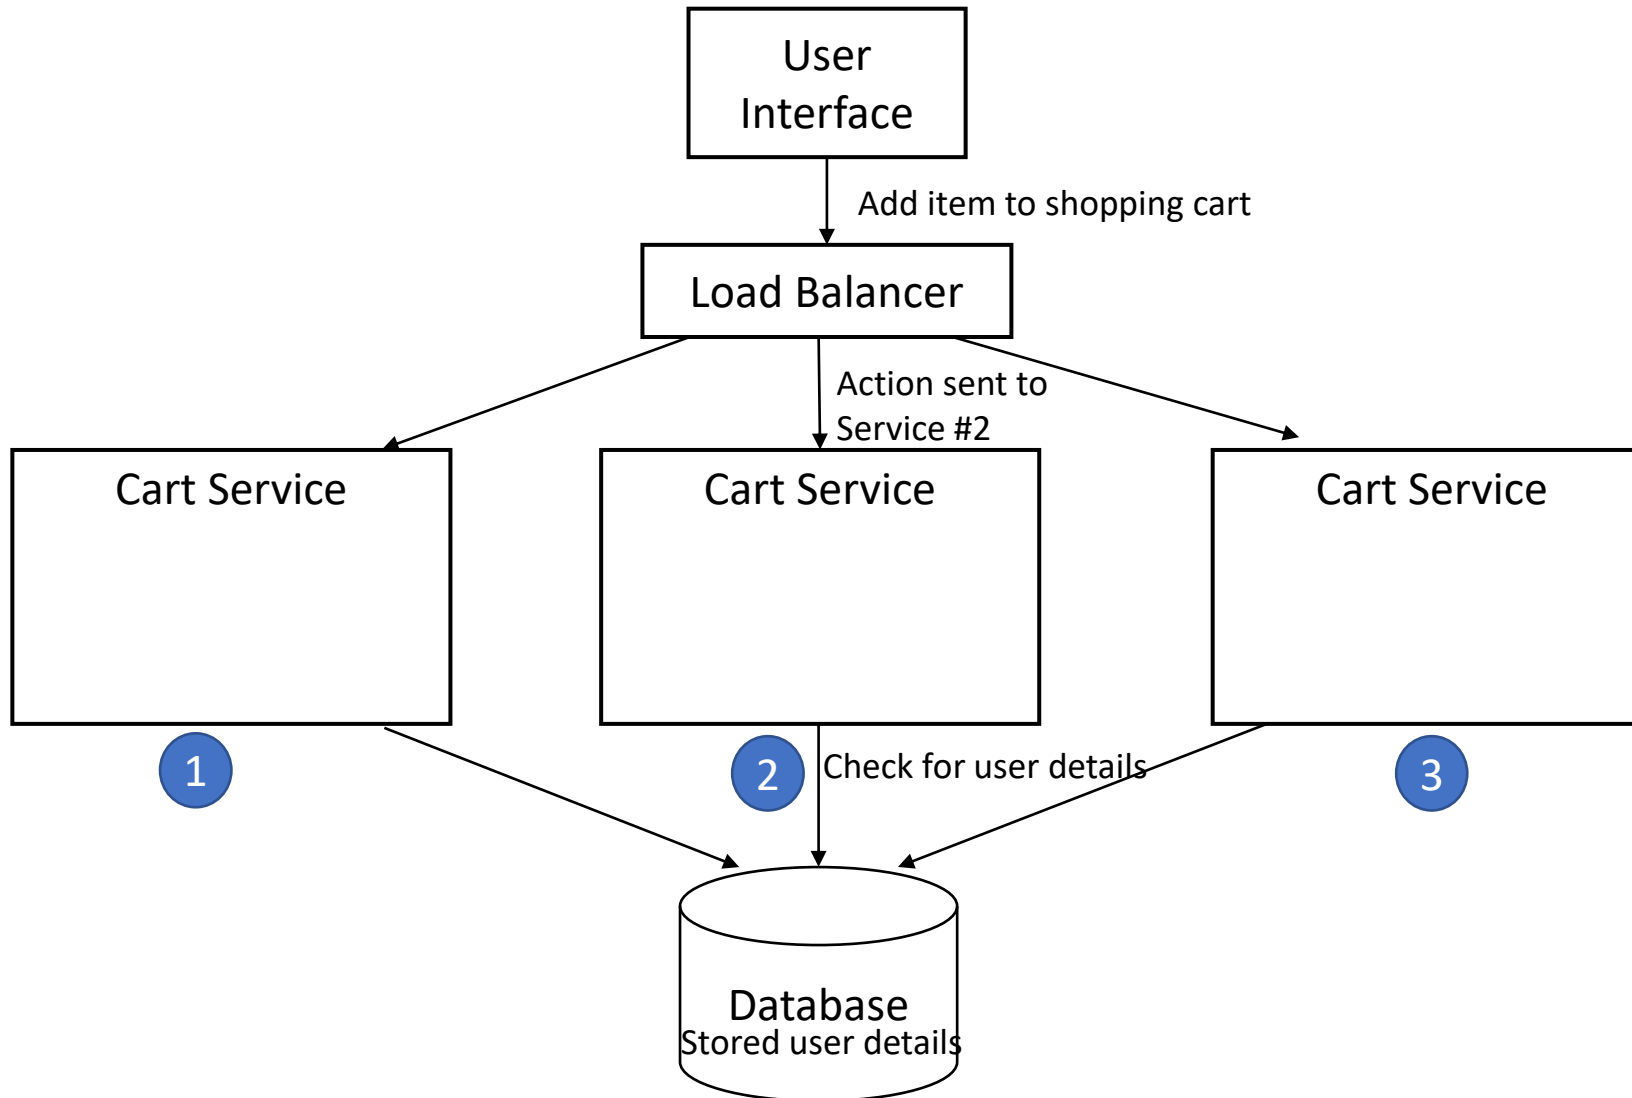 User
Interface
Add item to shopping cart
Load Balancer
Action sent to
Service #2
Cart Service
Cart Service
Cart Service
1
2
Check for user details
3
Database
Stored user details